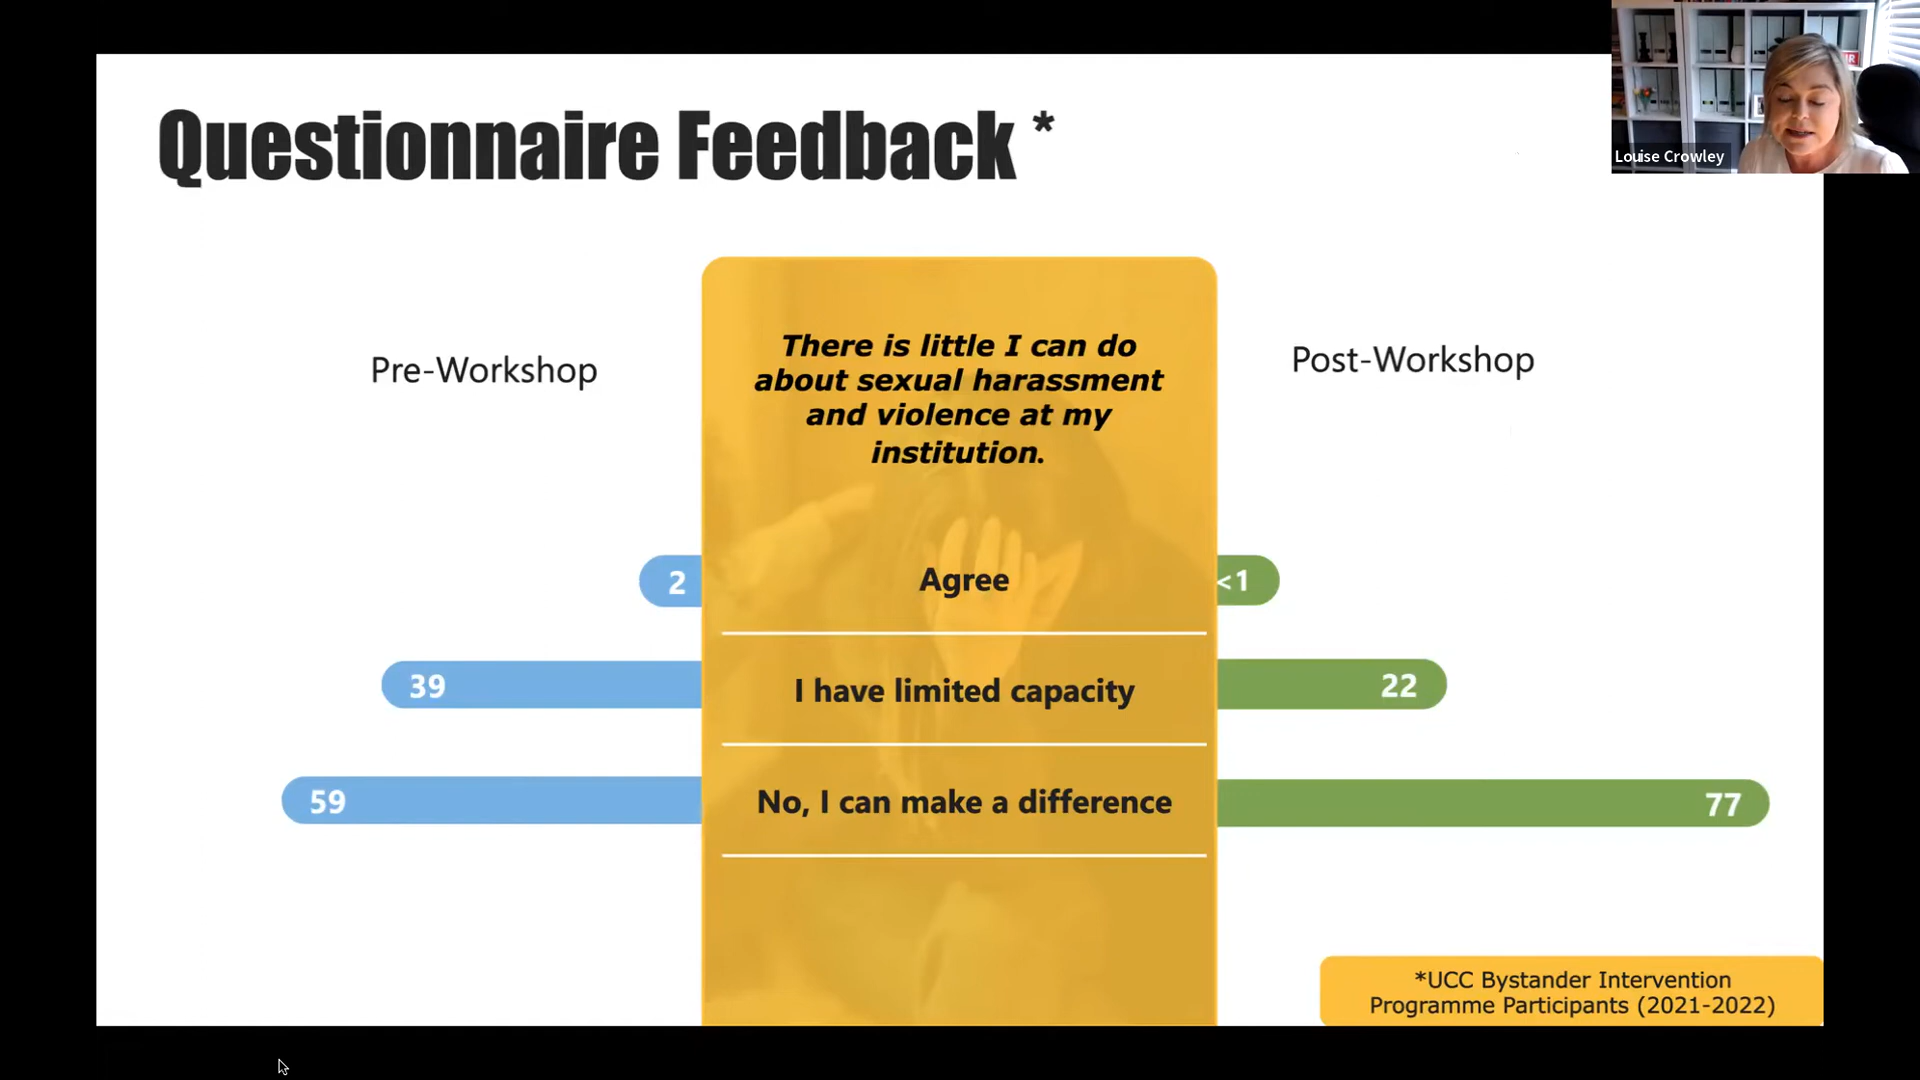 Questionnaire Feedback *
Louise Crowley
Pre-Workshop
There is little I can do
about sexual harassment
and violence at my
institution.
Post-Workshop
2
Agree
<1
39
I have limited capacity
22
59
No, I can make a difference
77
*UCC Bystander Intervention
Programme Participants (2021-2022)